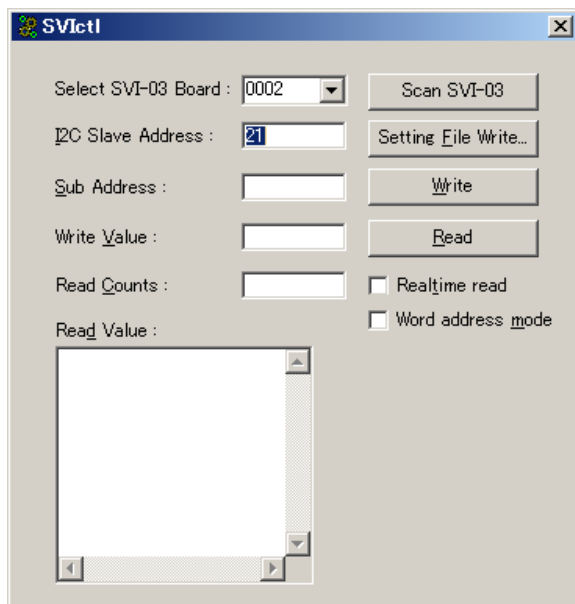 SVIctl
Select SVI-03 Board : 0002 Scan SVI-03
I2C Slave Address : 21 Setting File Write...
Sub Address : Write
Write Value : Read
Read Counts : Realtime read
Word address mode
Read Value :